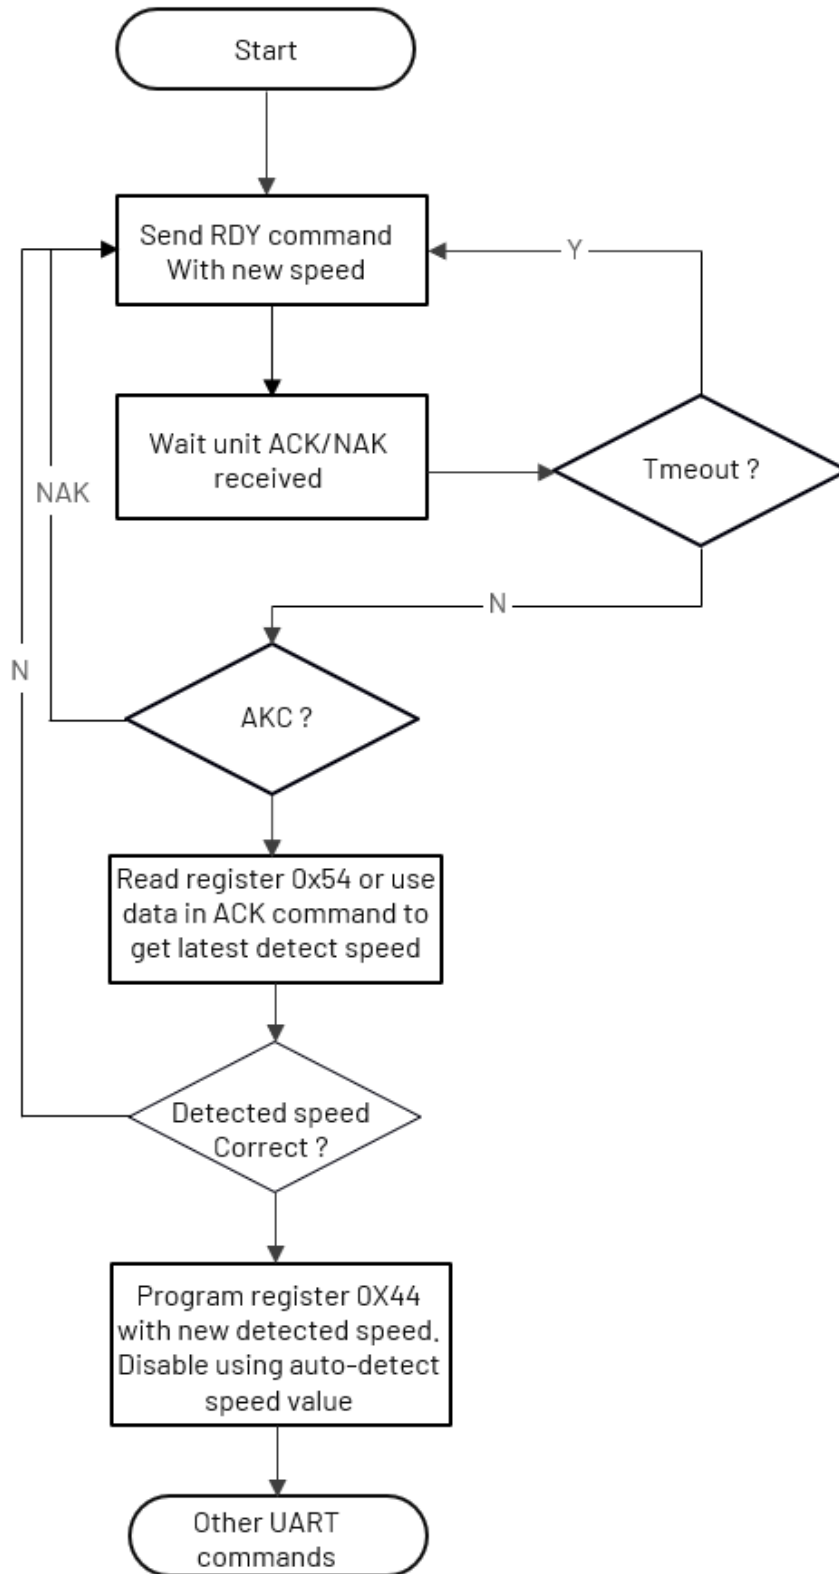 Start
Send RDY command
With new speed
Y
Wait unit ACK/NAK
received
Tmeout ?
NAK
N
N
AKC ?
Read register 0x54 or use
data in ACK command to
get latest detect speed
Detected speed
Correct ?
Program register 0X44
with new detected speed.
Disable using auto-detect
speed value
Other UART
commands